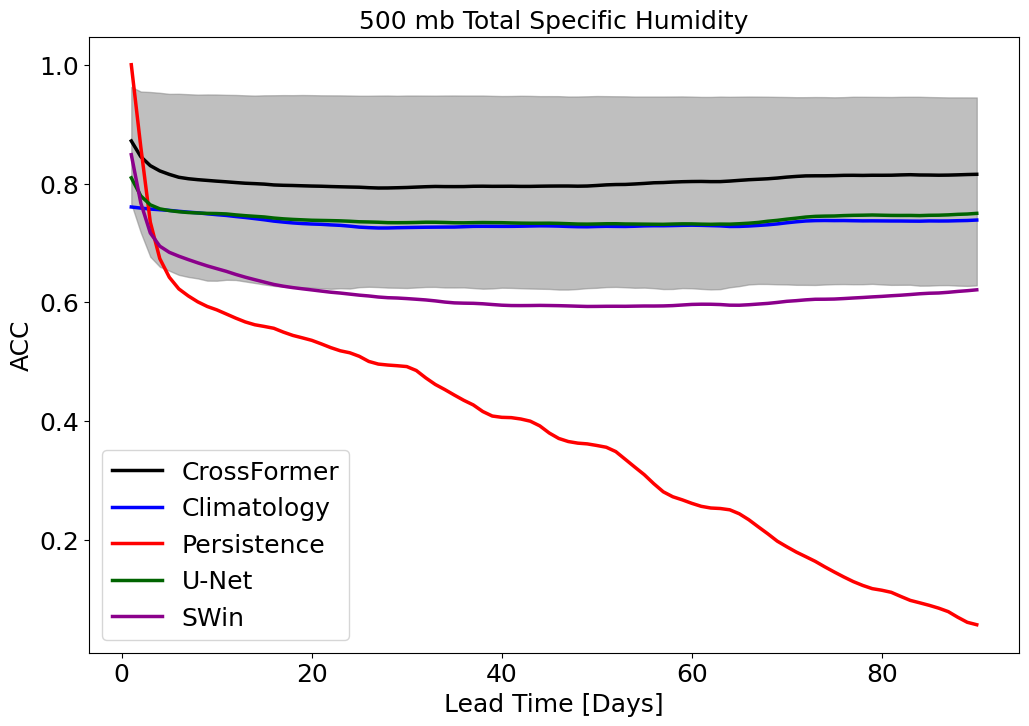 500 mb Total Specific Humidity
ACC
1.0
0.8
0.6
0.4
0.2
CrossFormer
Climatology
Persistence
U-Net
SWin
0 20 40 60 80
Lead Time [Days]